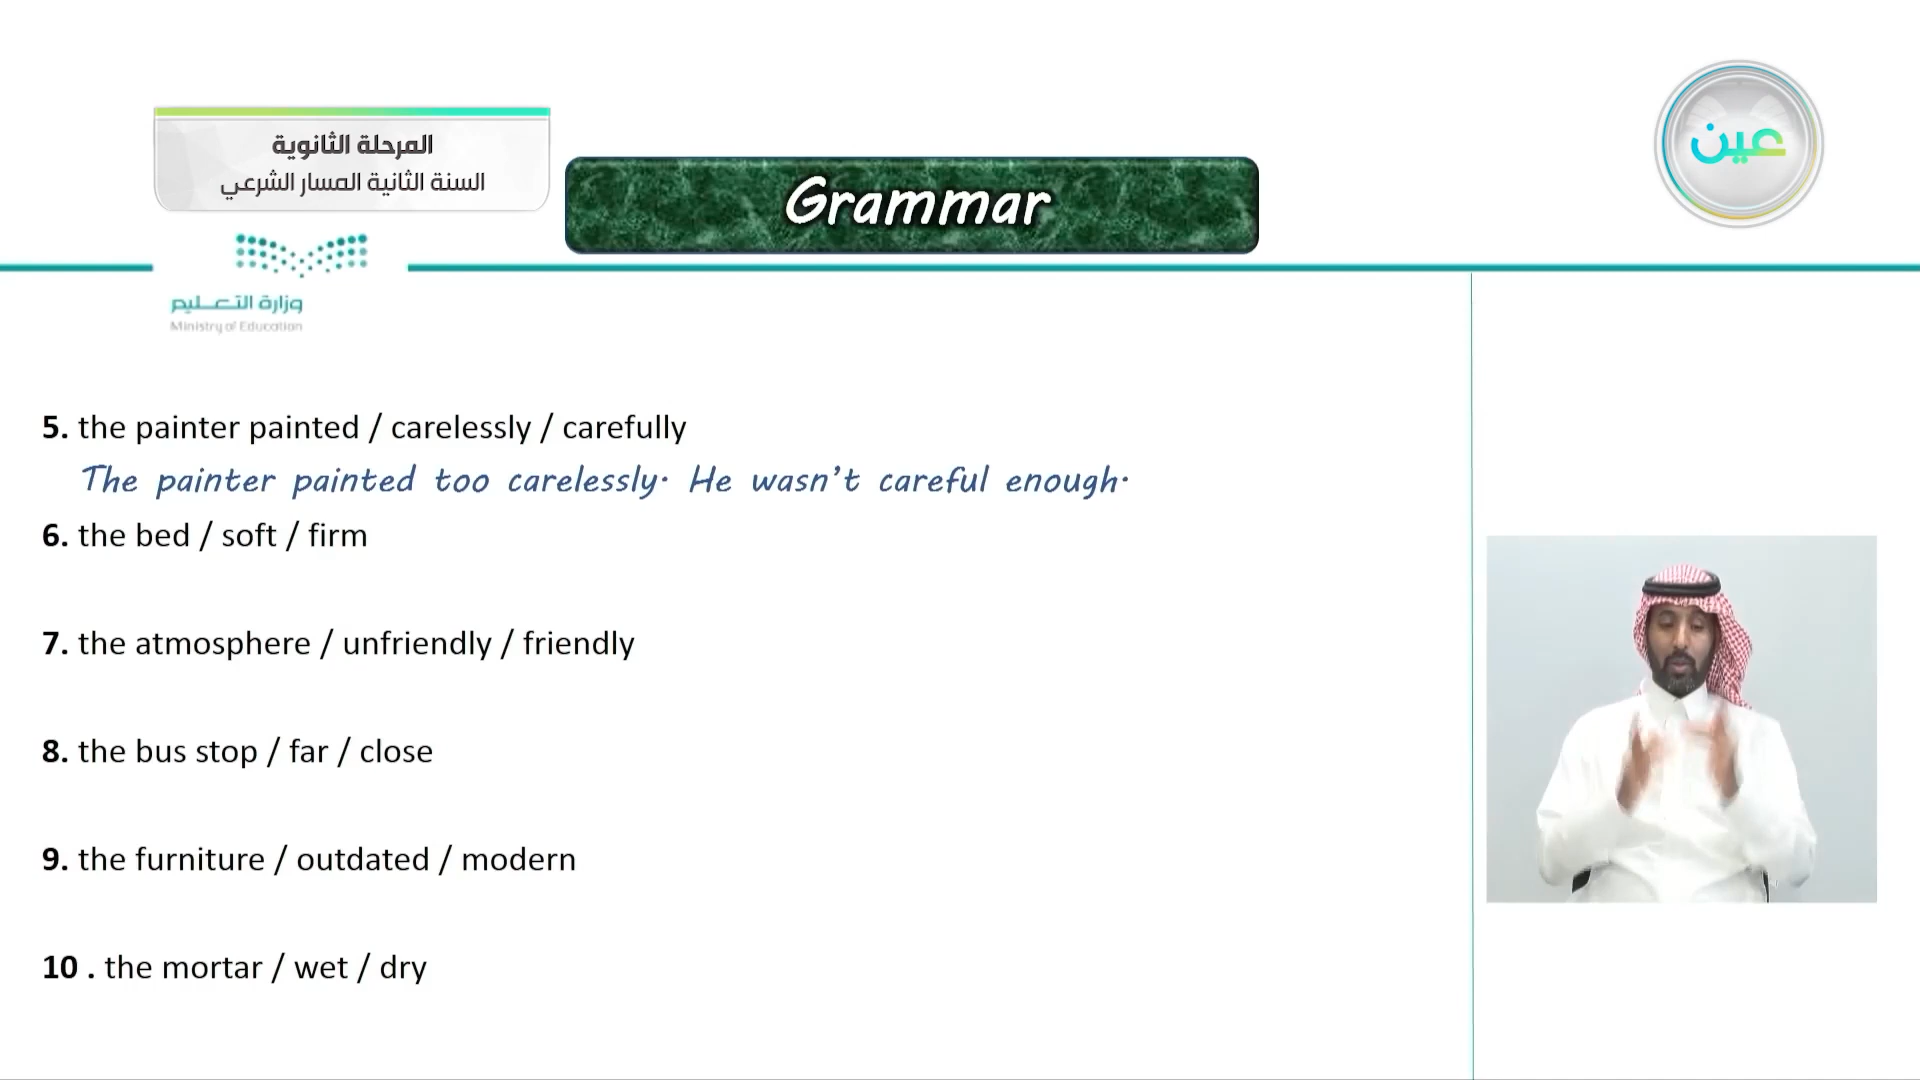 المرحلة الثانوية
السنة الثانية المسار الشرعي
Grammar
عين
وزارة التعليم
Ministry of Education
5. the painter painted / carelessly / carefully
The painter painted too carelessly. He wasn't careful enough.
6. the bed / soft / firm
7. the atmosphere / unfriendly / friendly
8. the bus stop / far / close
9. the furniture / outdated / modern
10 . the mortar / wet / dry